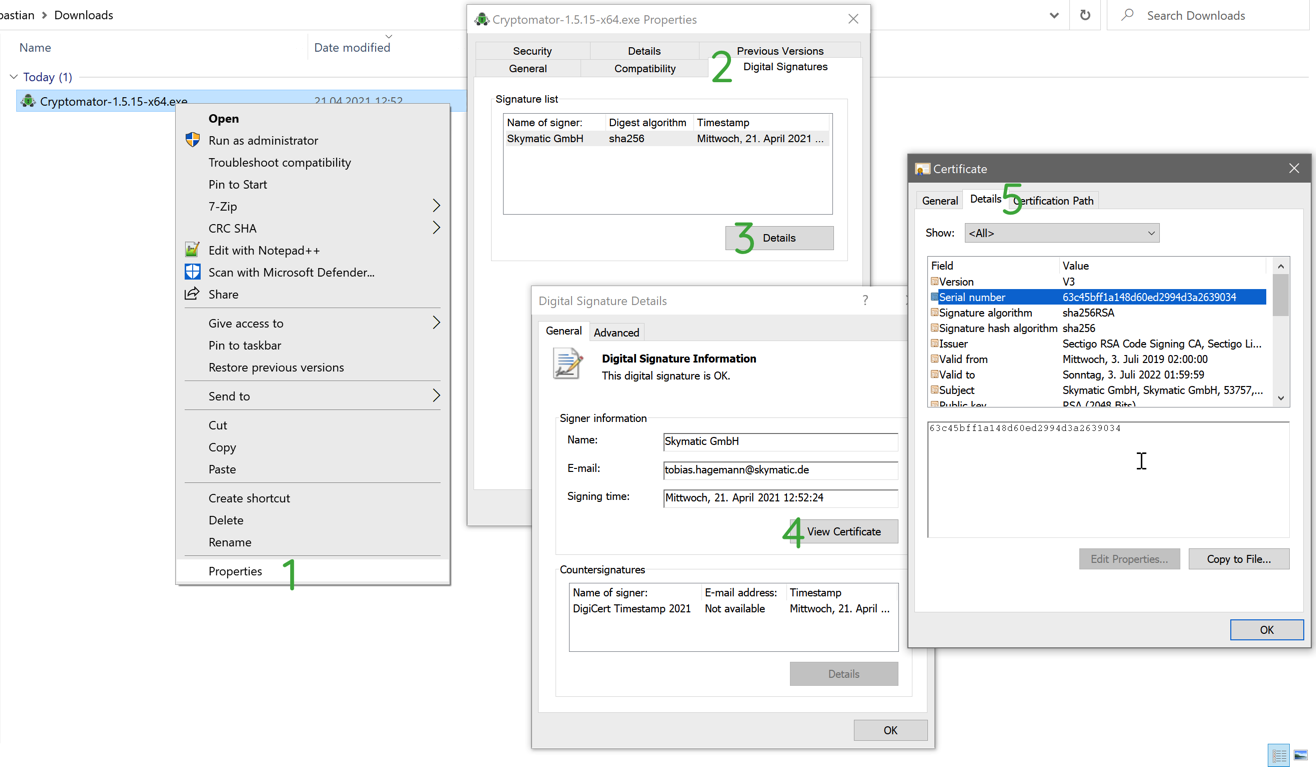 bastian > Downloads
Search Downloads
Name
Date modified
Today (1)
Cryptomator-1.5.15-x64.exe
21.04.2021 12:52
Open
Run as administrator
Troubleshoot compatibility
Pin to Start
7-Zip
CRC SHA
Edit with Notepad++
Scan with Microsoft Defender...
Share
Give access to
Pin to taskbar
Restore previous versions
Send to
Cut
Copy
Paste
Create shortcut
Delete
Rename
Properties
1
Cryptomator-1.5.15-x64.exe Properties
Security
Details
Previous Versions
General
Compatibility
2
Digital Signatures
Signature list
Name of signer:
Digest algorithm
Timestamp
Skymatic GmbH
sha256
Mittwoch, 21. April 2021 ...
3
Details
Digital Signature Details
?
General
Advanced
Digital Signature Information
This digital signature is OK.
Signer information
Name:
Skymatic GmbH
E-mail:
tobias.hagemann@skymatic.de
Signing time:
Mittwoch, 21. April 2021 12:52:24
4
View Certificate
Countersignatures
Name of signer:
E-mail address:
Timestamp
DigiCert Timestamp 2021
Not available
Mittwoch, 21. April ...
Details
OK
Certificate
General
Details
5
Certification Path
Show:
<All>
Field
Value
Version
V3
Serial number
63c45bff1a148d60ed2994d3a2639034
Signature algorithm
sha256RSA
Signature hash algorithm
sha256
Issuer
Sectigo RSA Code Signing CA, Sectigo Li...
Valid from
Mittwoch, 3. Juli 2019 02:00:00
Valid to
Sonntag, 3. Juli 2022 01:59:59
Subject
Skymatic GmbH, Skymatic GmbH, 53757,...
Public key
RSA (2048 Bits)
63c45bff1a148d60ed2994d3a2639034
Edit Properties...
Copy to File...
OK